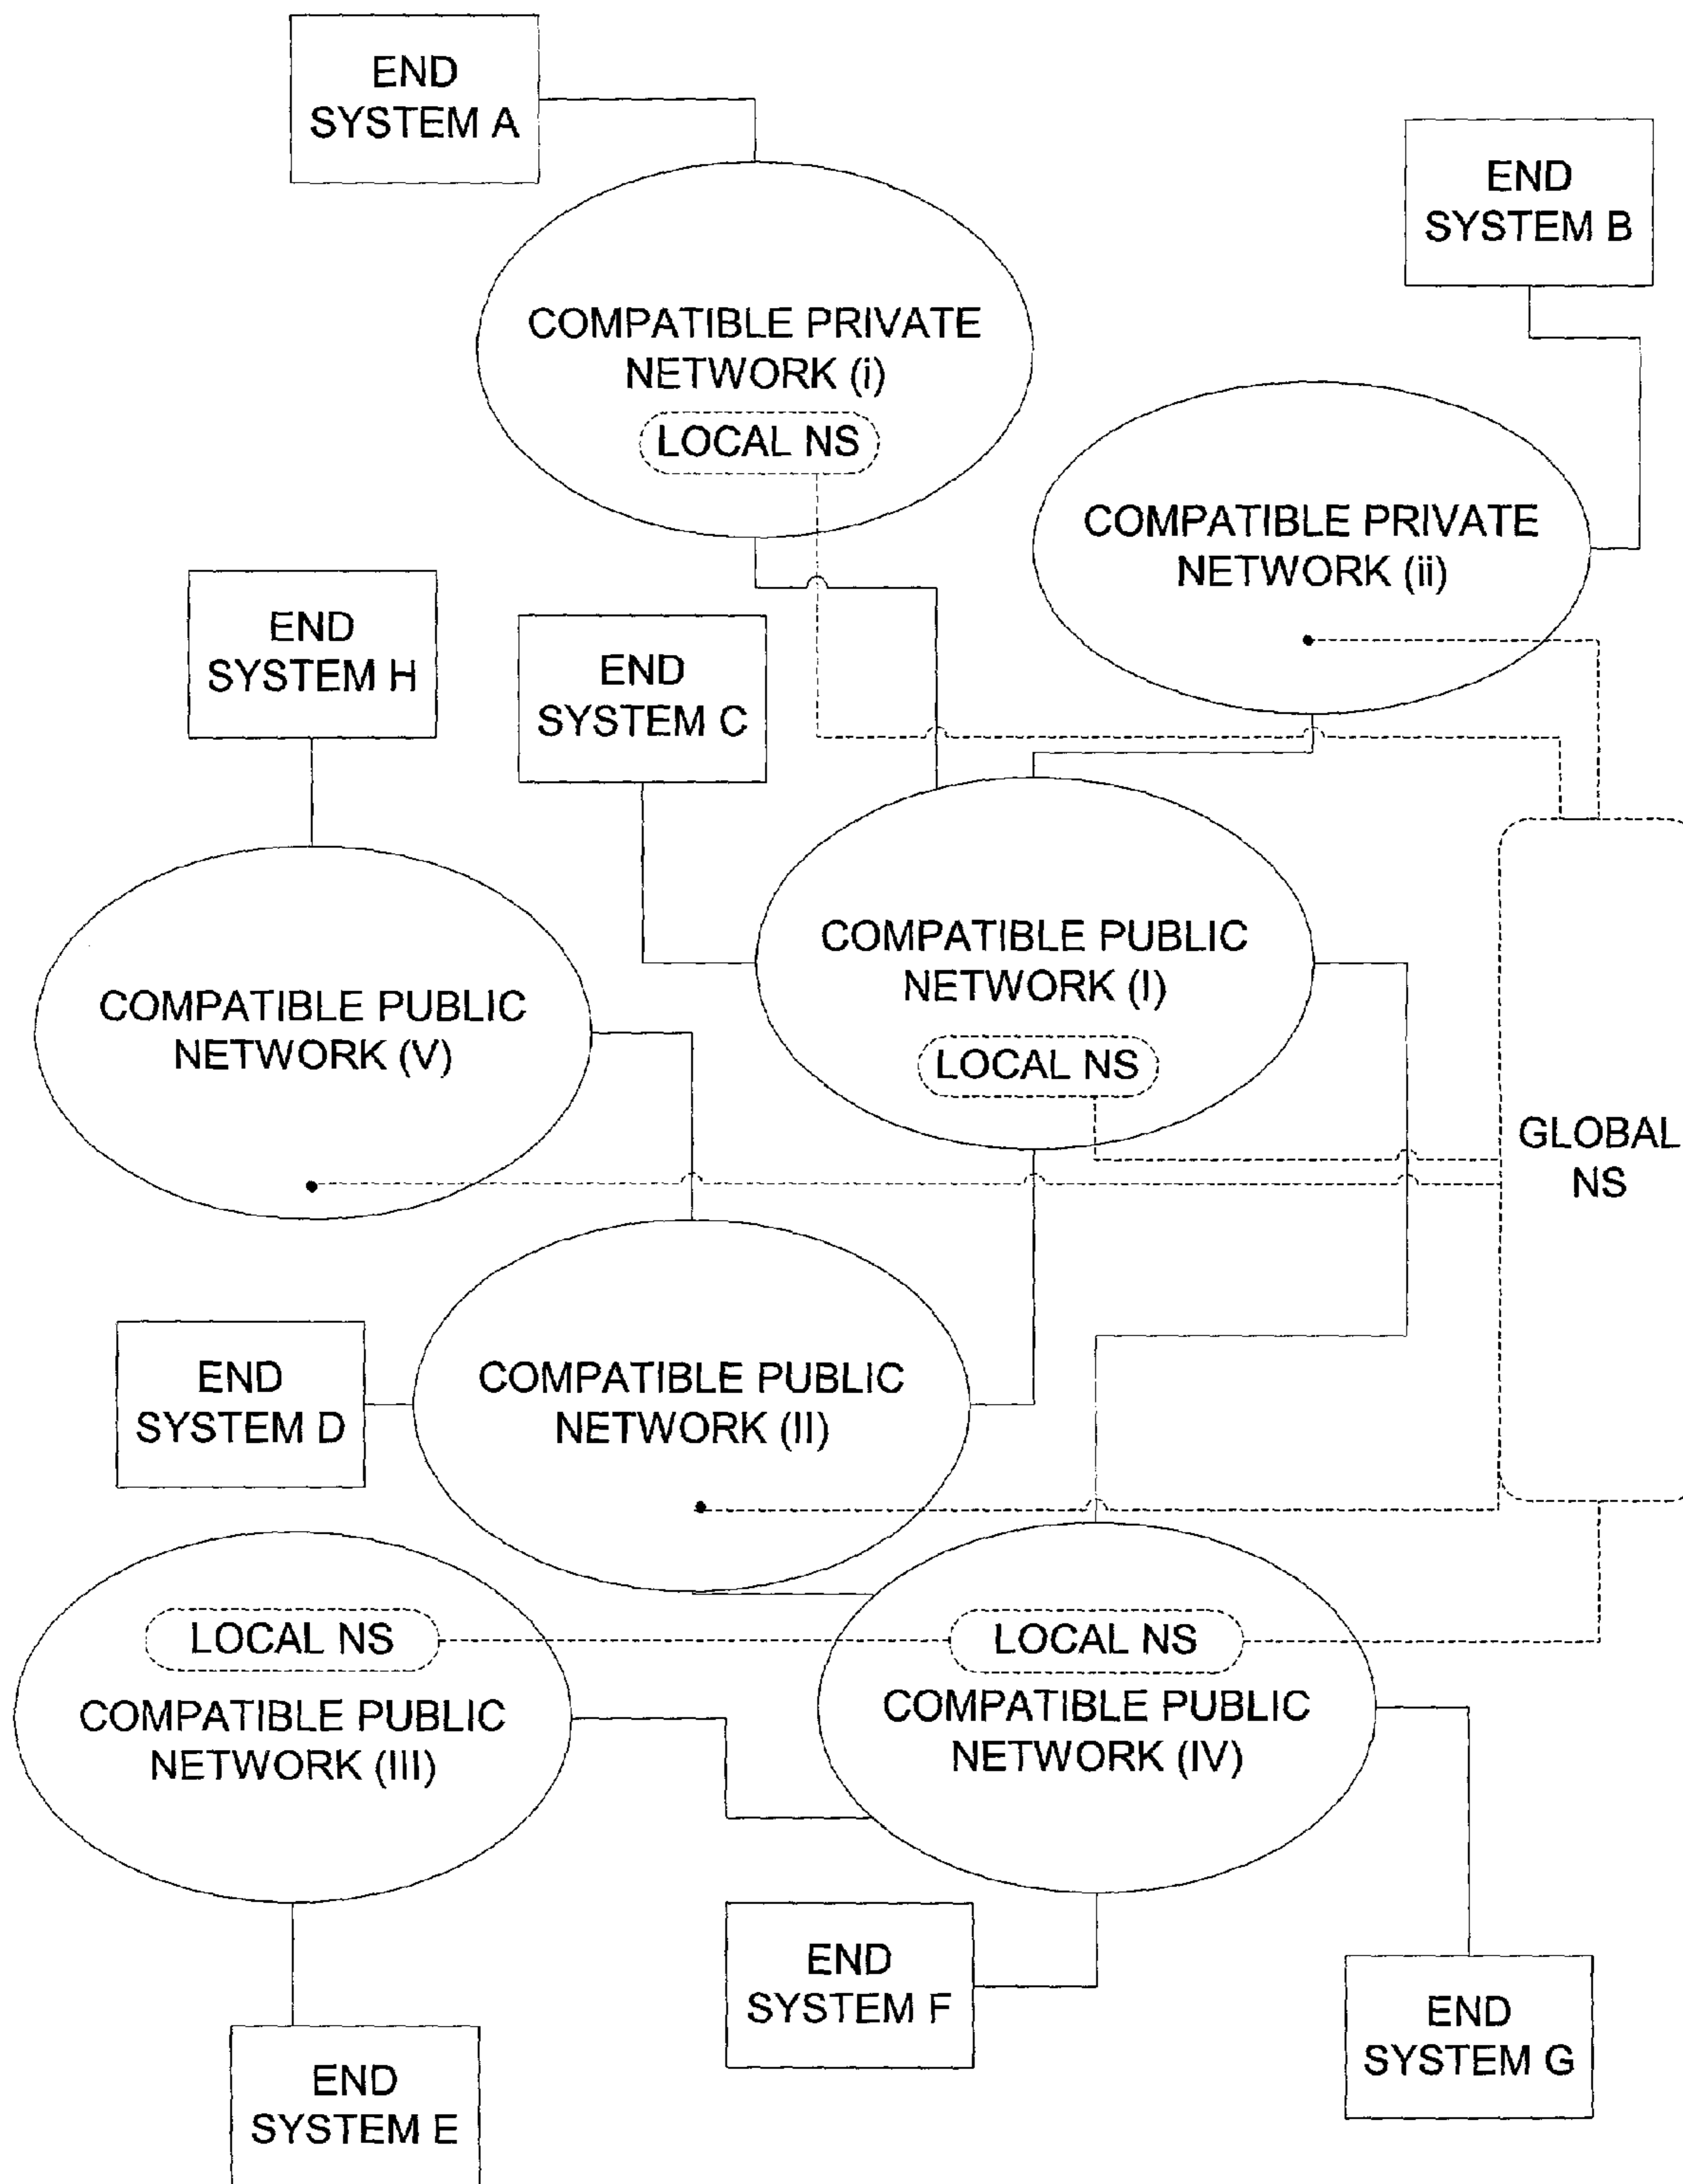 END
SYSTEM A
END
SYSTEM B
COMPATIBLE PRIVATE
NETWORK (i)
LOCAL NS
COMPATIBLE PRIVATE
NETWORK (ii)
END
SYSTEM H
END
SYSTEM C
COMPATIBLE PUBLIC
NETWORK (I)
LOCAL NS
COMPATIBLE PUBLIC
NETWORK (V)
GLOBAL
NS
END
SYSTEM D
COMPATIBLE PUBLIC
NETWORK (II)
LOCAL NS
COMPATIBLE PUBLIC
NETWORK (III)
LOCAL NS
COMPATIBLE PUBLIC
NETWORK (IV)
END
SYSTEM F
END
SYSTEM G
END
SYSTEM E